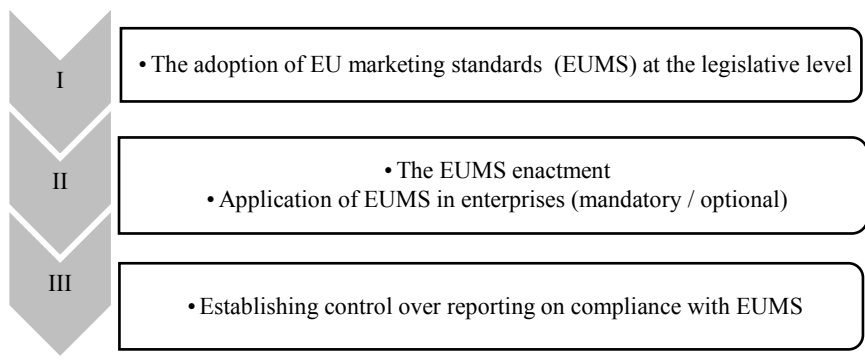 I
• The adoption of EU marketing standards (EUMS) at the legislative level
II
• The EUMS enactment
• Application of EUMS in enterprises (mandatory / optional)
III
• Establishing control over reporting on compliance with EUMS